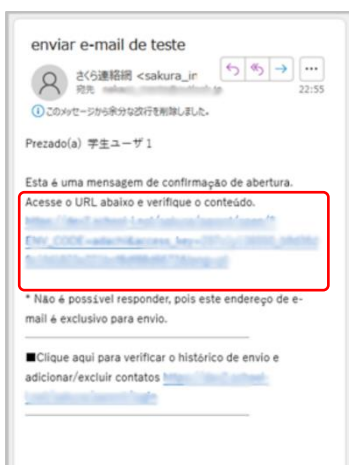 enviar e-mail de teste
さくら連絡網 <sakura_in
宛先
22:55
このメッセージから余分な改行を削除しました。
Prezado(a) 学生ユーザ 1
Esta é uma mensagem de confirmação de abertura.
Acesse o URL abaixo e verifique o conteúdo.
* Não é possível responder, pois este endereço de e-
mail é exclusivo para envio.
■Clique aqui para verificar o histórico de envio e
adicionar/excluir contatos